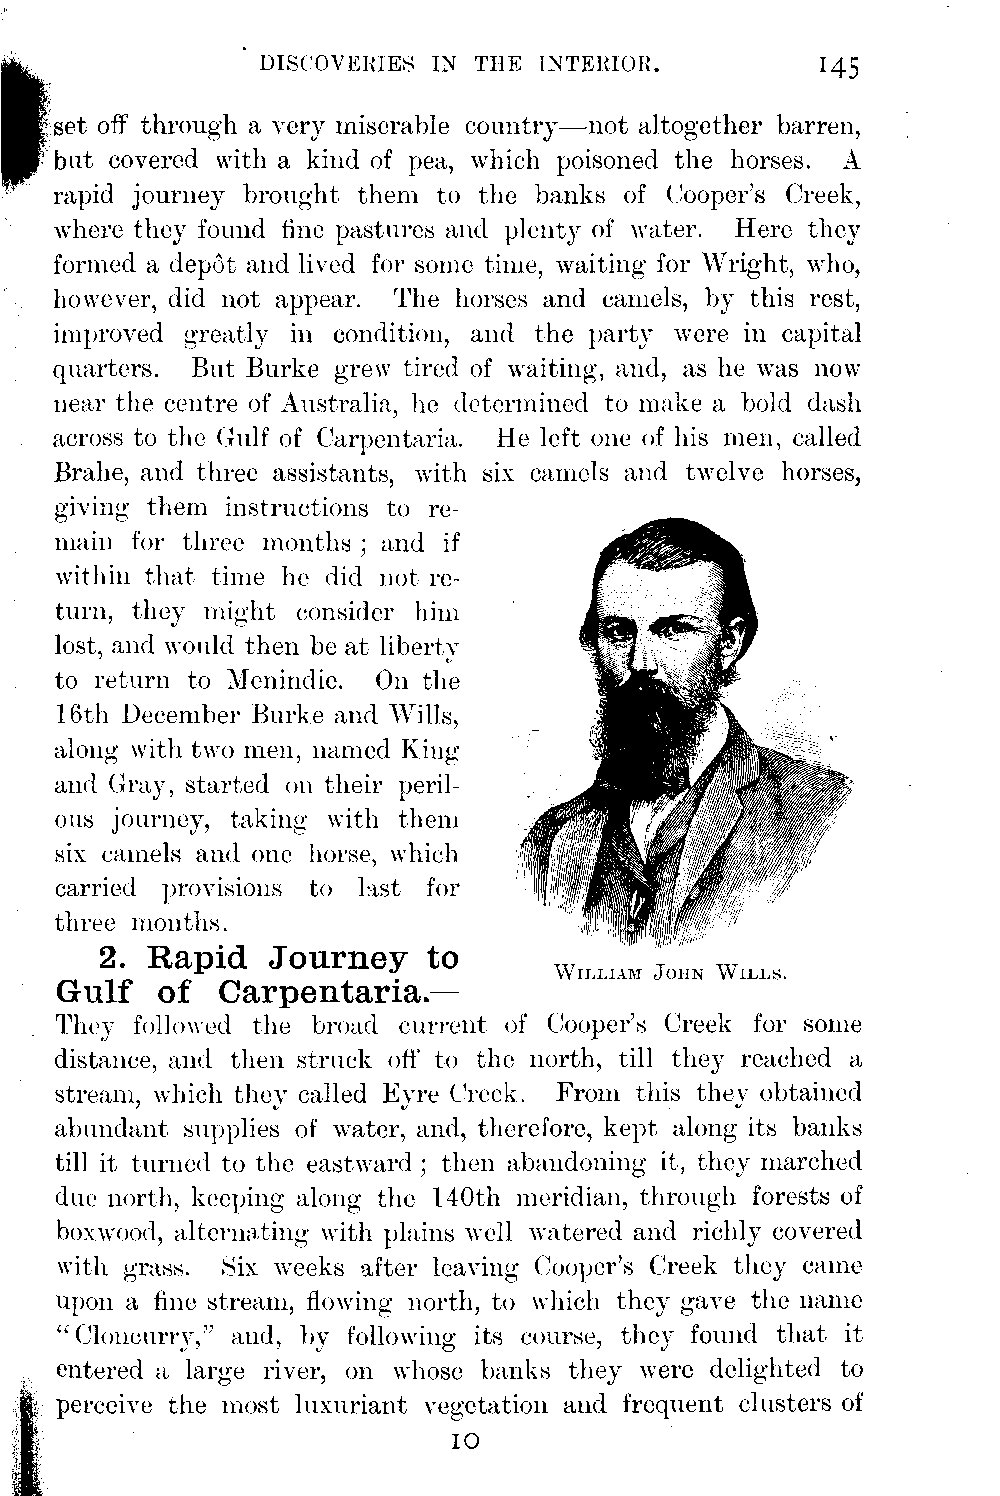 DISCOVERIES IN THE INTERIOR. 145
set off through a very miserable country—not altogether barren,
but covered with a kind of pea, which poisoned the horses. A
rapid journey brought them to the banks of Cooper's Creek,
where they found fine pastures and plenty of water. Here they
formed a depôt and lived for some time, waiting for Wright, who,
however, did not appear. The horses and camels, by this rest,
improved greatly in condition, and the party were in capital
quarters. But Burke grew tired of waiting, and, as he was now
near the centre of Australia, he determined to make a bold dash
across to the Gulf of Carpentaria. He left one of his men, called
Brahe, and three assistants, with six camels and twelve horses,
giving them instructions to re-
main for three months ; and if
within that time he did not re-
turn, they might consider him
lost, and would then be at liberty
to return to Menindie. On the
16th December Burke and Wills,
along with two men, named King
and Gray, started on their peril-
ous journey, taking with them
six camels and one horse, which
carried provisions to last for
three months.
WILLIAM JOHN WILLS.
2. Rapid Journey to
Gulf of Carpentaria.—
They followed the broad current of Cooper's Creek for some
distance, and then struck off to the north, till they reached a
stream, which they called Eyre Creek. From this they obtained
abundant supplies of water, and, therefore, kept along its banks
till it turned to the eastward ; then abandoning it, they marched
due north, keeping along the 140th meridian, through forests of
boxwood, alternating with plains well watered and richly covered
with grass. Six weeks after leaving Cooper's Creek they came
upon a fine stream, flowing north, to which they gave the name
“Cloncurry,” and, by following its course, they found that it
entered a large river, on whose banks they were delighted to
perceive the most luxuriant vegetation and frequent clusters of
10